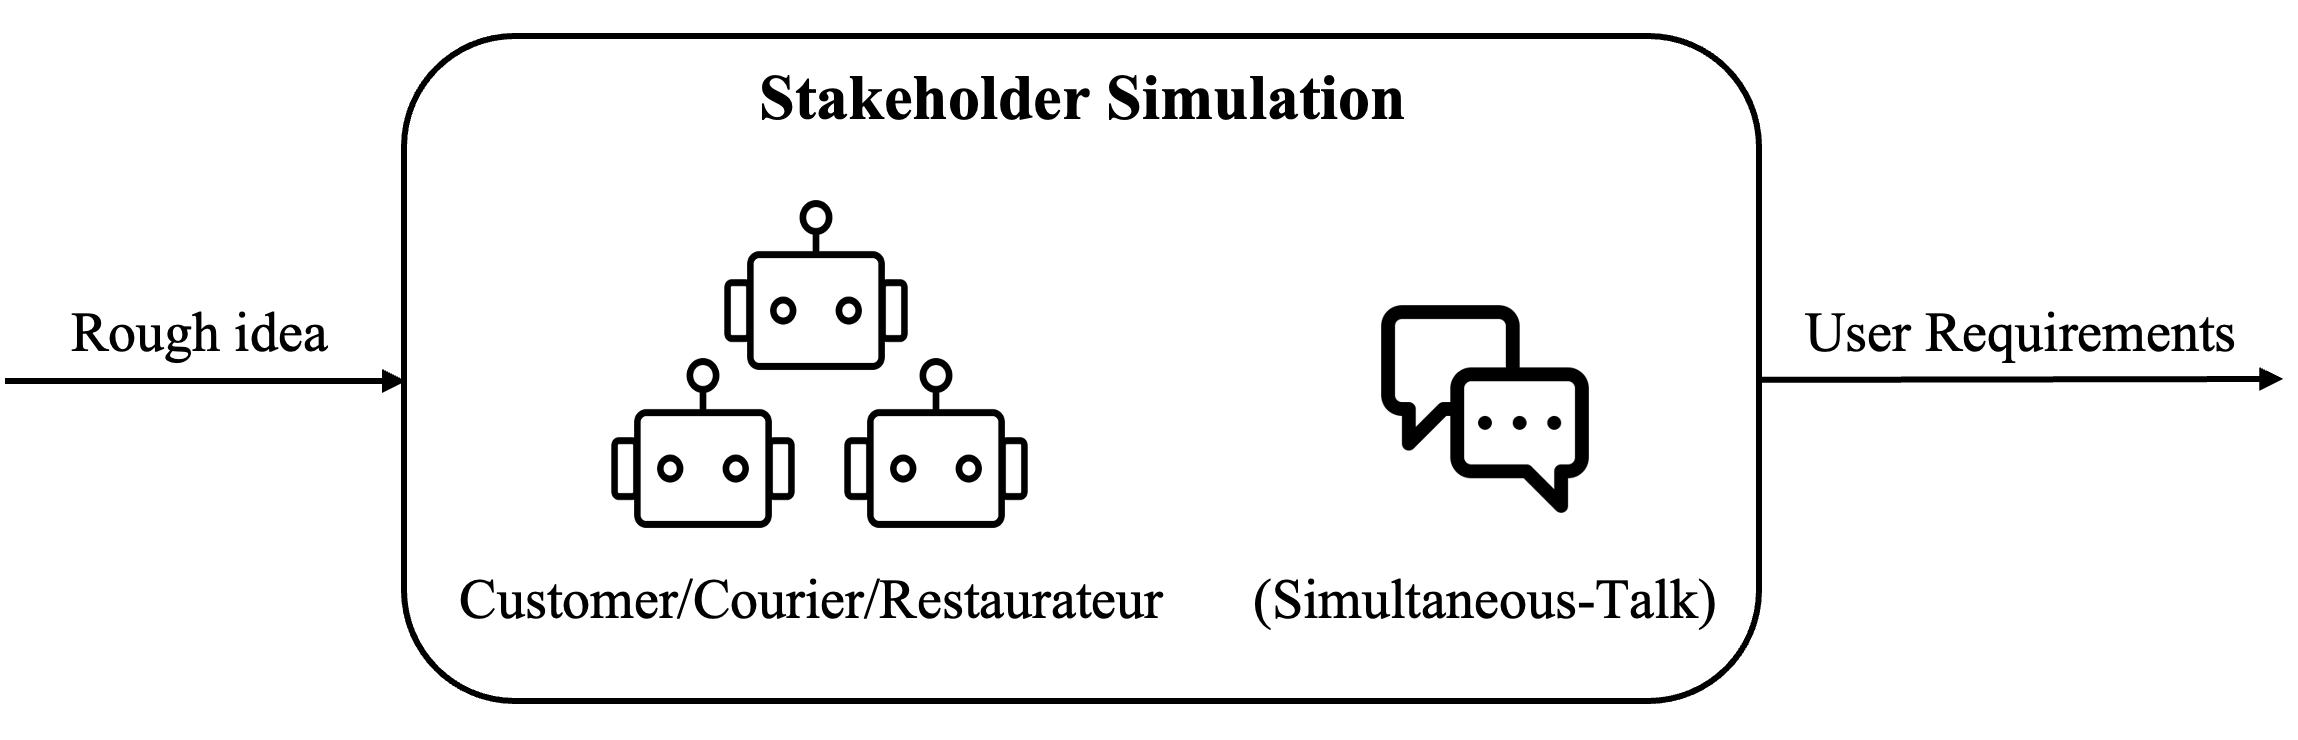 Stakeholder Simulation
Rough idea
User Requirements
Customer/Courier/Restaurateur
(Simultaneous-Talk)